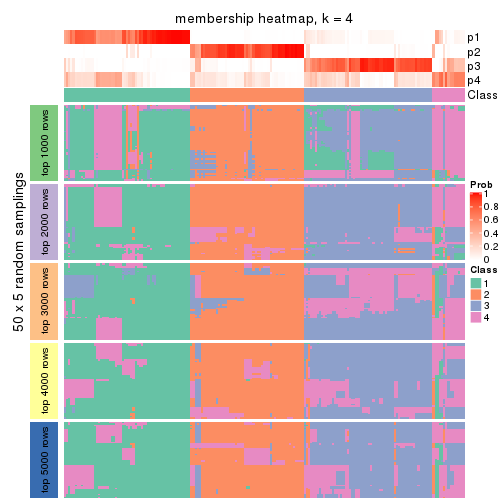 membership heatmap, k = 4
p1
p2
p3
p4
Class
50 x 5 random samplings
top 1000 rows
top 2000 rows
top 3000 rows
top 4000 rows
top 5000 rows
Prob
1
0.8
0.6
0.4
0.2
0
Class
1
2
3
4